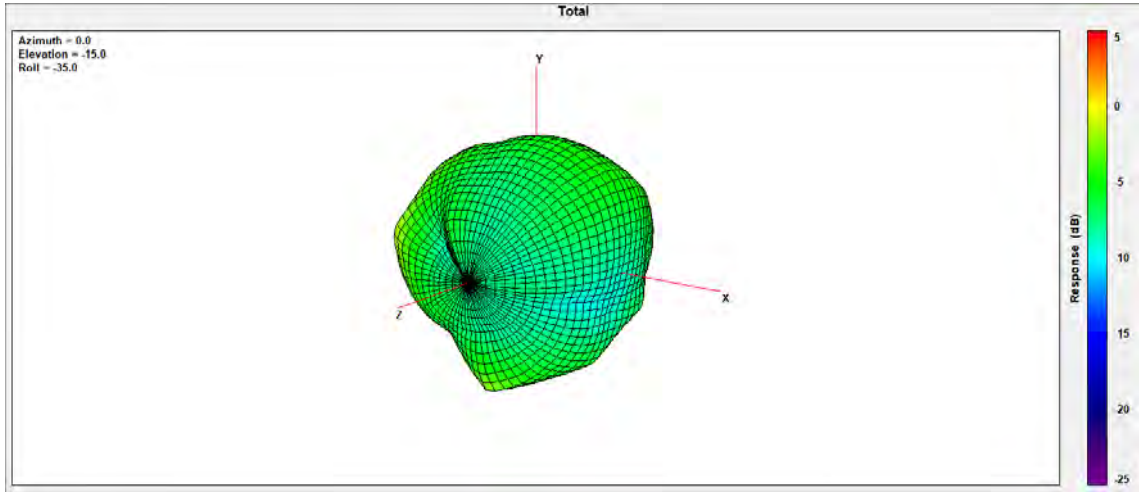 Total
Azimuth = 0.0
Elevation = -15.0
Roll = -35.0
Y
X
Z
5
0
-5
-10
-15
-20
-25
Response (dB)